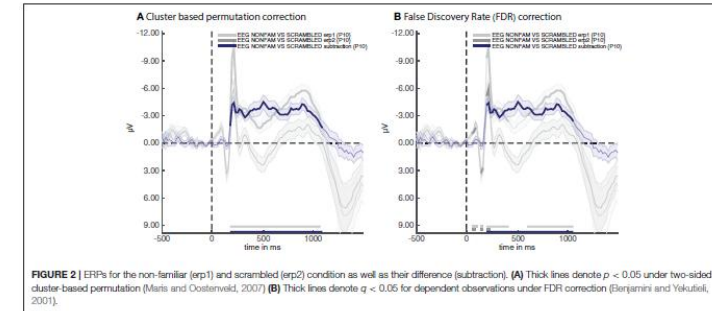 A Cluster based permutation correction
B False Discovery Rate (FDR) correction
-12.00
-9.00
-6.00
-3.00
0.00
3.00
6.00
9.00
µV
-500
0
500
1000
time in ms
EEG NONFAM VS SCRAMBLED erp1 (P10)
EEG NONFAM VS SCRAMBLED erp2 (P10)
EEG NONFAM VS SCRAMBLED subtraction (P10)
-12.00
-9.00
-6.00
-3.00
0.00
3.00
6.00
9.00
µV
-500
0
500
1000
time in ms
EEG NONFAM VS SCRAMBLED erp1 (P10)
EEG NONFAM VS SCRAMBLED erp2 (P10)
EEG NONFAM VS SCRAMBLED subtraction (P10)
FIGURE 2 | ERPs for the non-familiar (erp1) and scrambled (erp2) condition as well as their difference (subtraction). (A) Thick lines denote p < 0.05 under two-sided
cluster-based permutation (Maris and Oostenveld, 2007) (B) Thick lines denote q < 0.05 for dependent observations under FDR correction (Benjamini and Yekutieli,
2001).